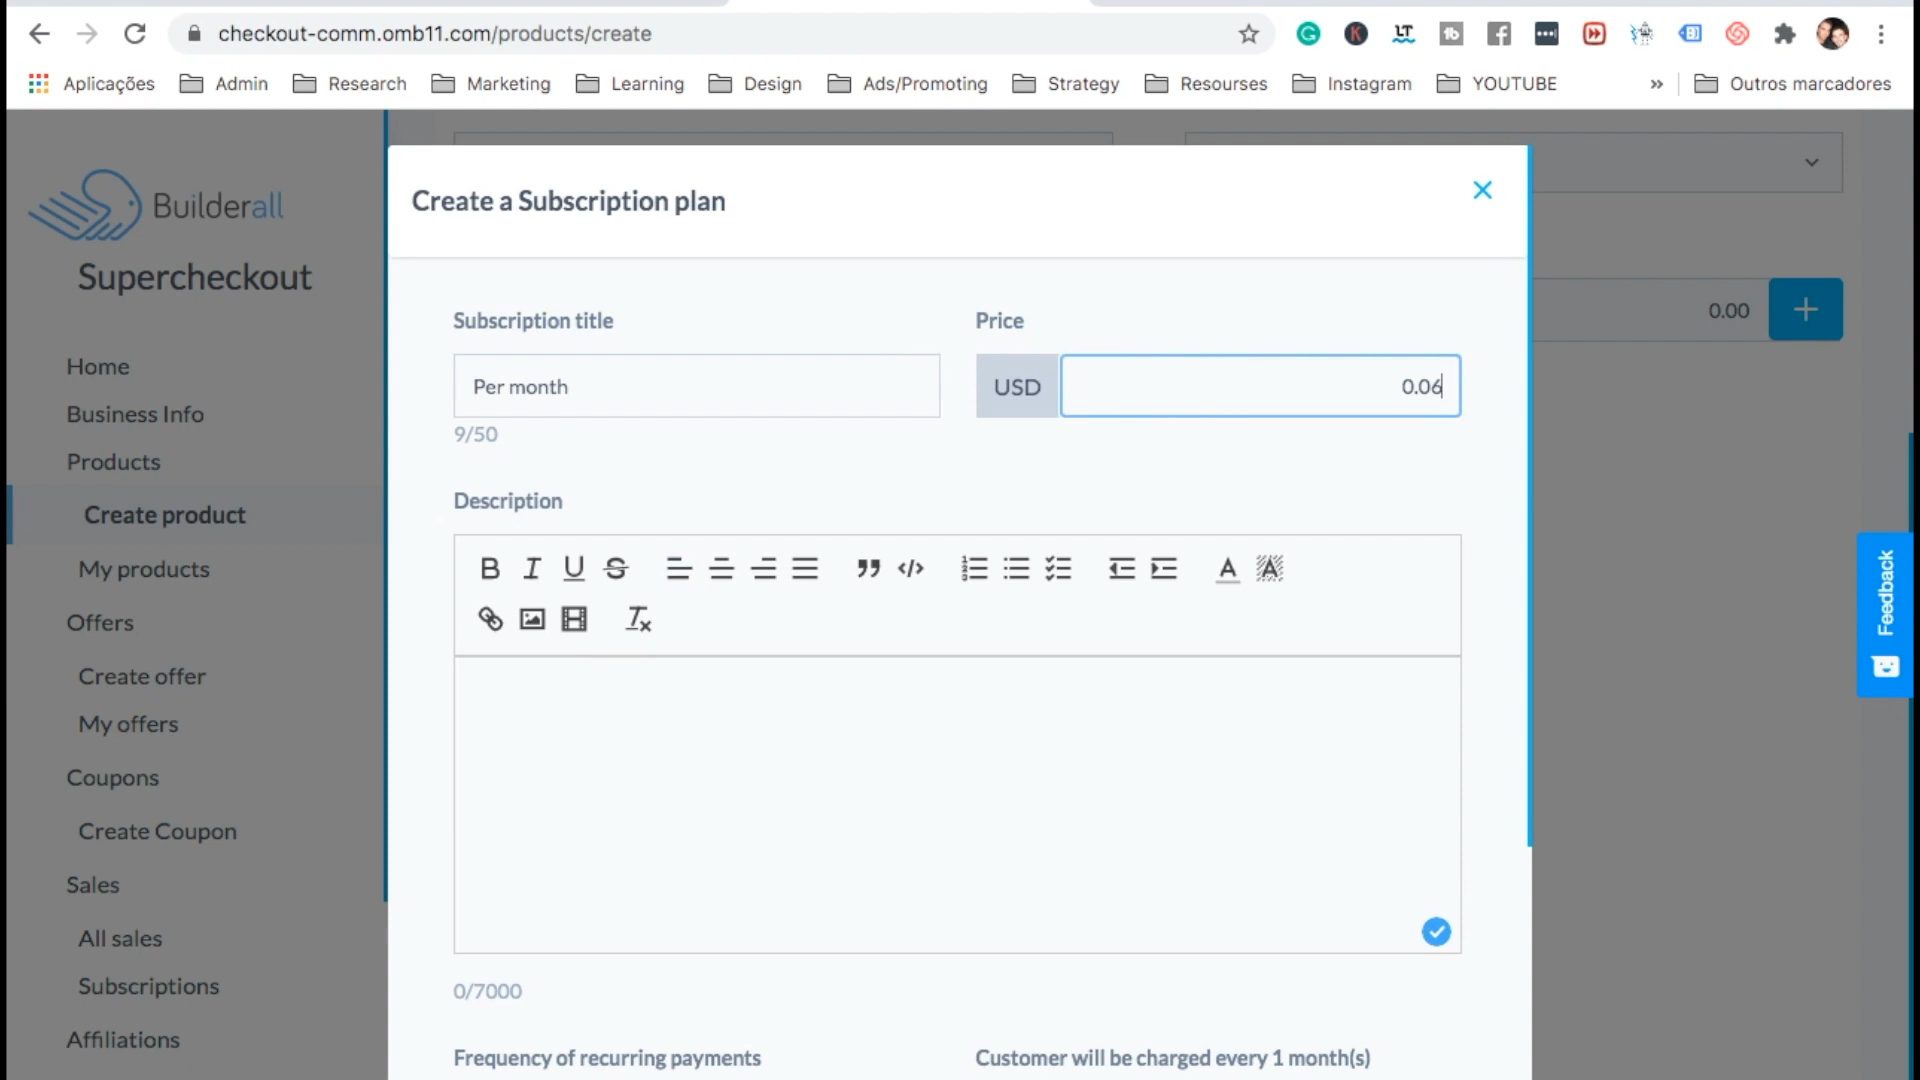 checkout-comm.omb11.com/products/create
Aplicações
Admin
Research
Marketing
Learning
Design
Ads/Promoting
Strategy
Resourses
Instagram
YOUTUBE
»
Outros marcadores
Builderall
Supercheckout
Home
Business Info
Products
Create product
My products
Offers
Create offer
My offers
Coupons
Create Coupon
Sales
All sales
Subscriptions
Affiliations
Create a Subscription plan
Subscription title
Price
Per month
USD
0.06
9/50
Description
0/7000
Frequency of recurring payments
Customer will be charged every 1 month(s)
0.00
Feedback